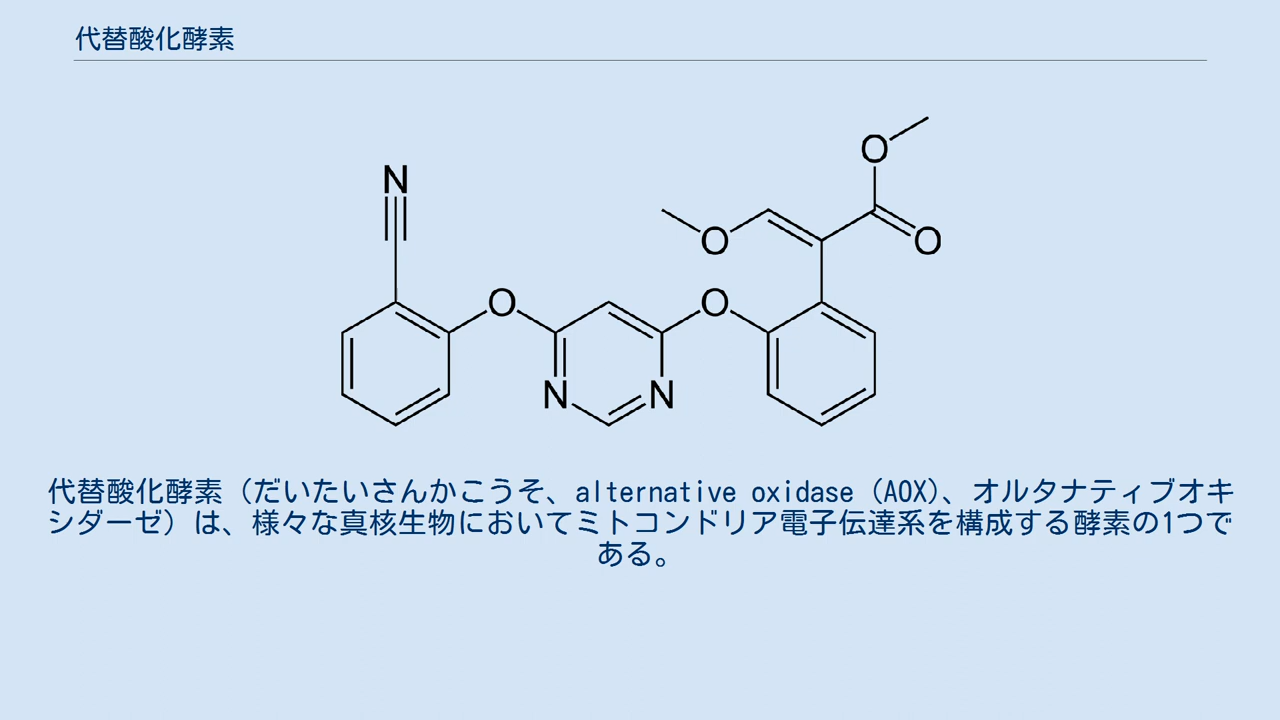 代替酸化酵素
O
N
O
O
O
O
N
N
代替酸化酵素（だいたいさんかこうそ、alternative oxidase（AOX)、オルタナティブオキ
シダーゼ）は、様々な真核生物においてミトコンドリア電子伝達系を構成する酵素の1つで
ある。